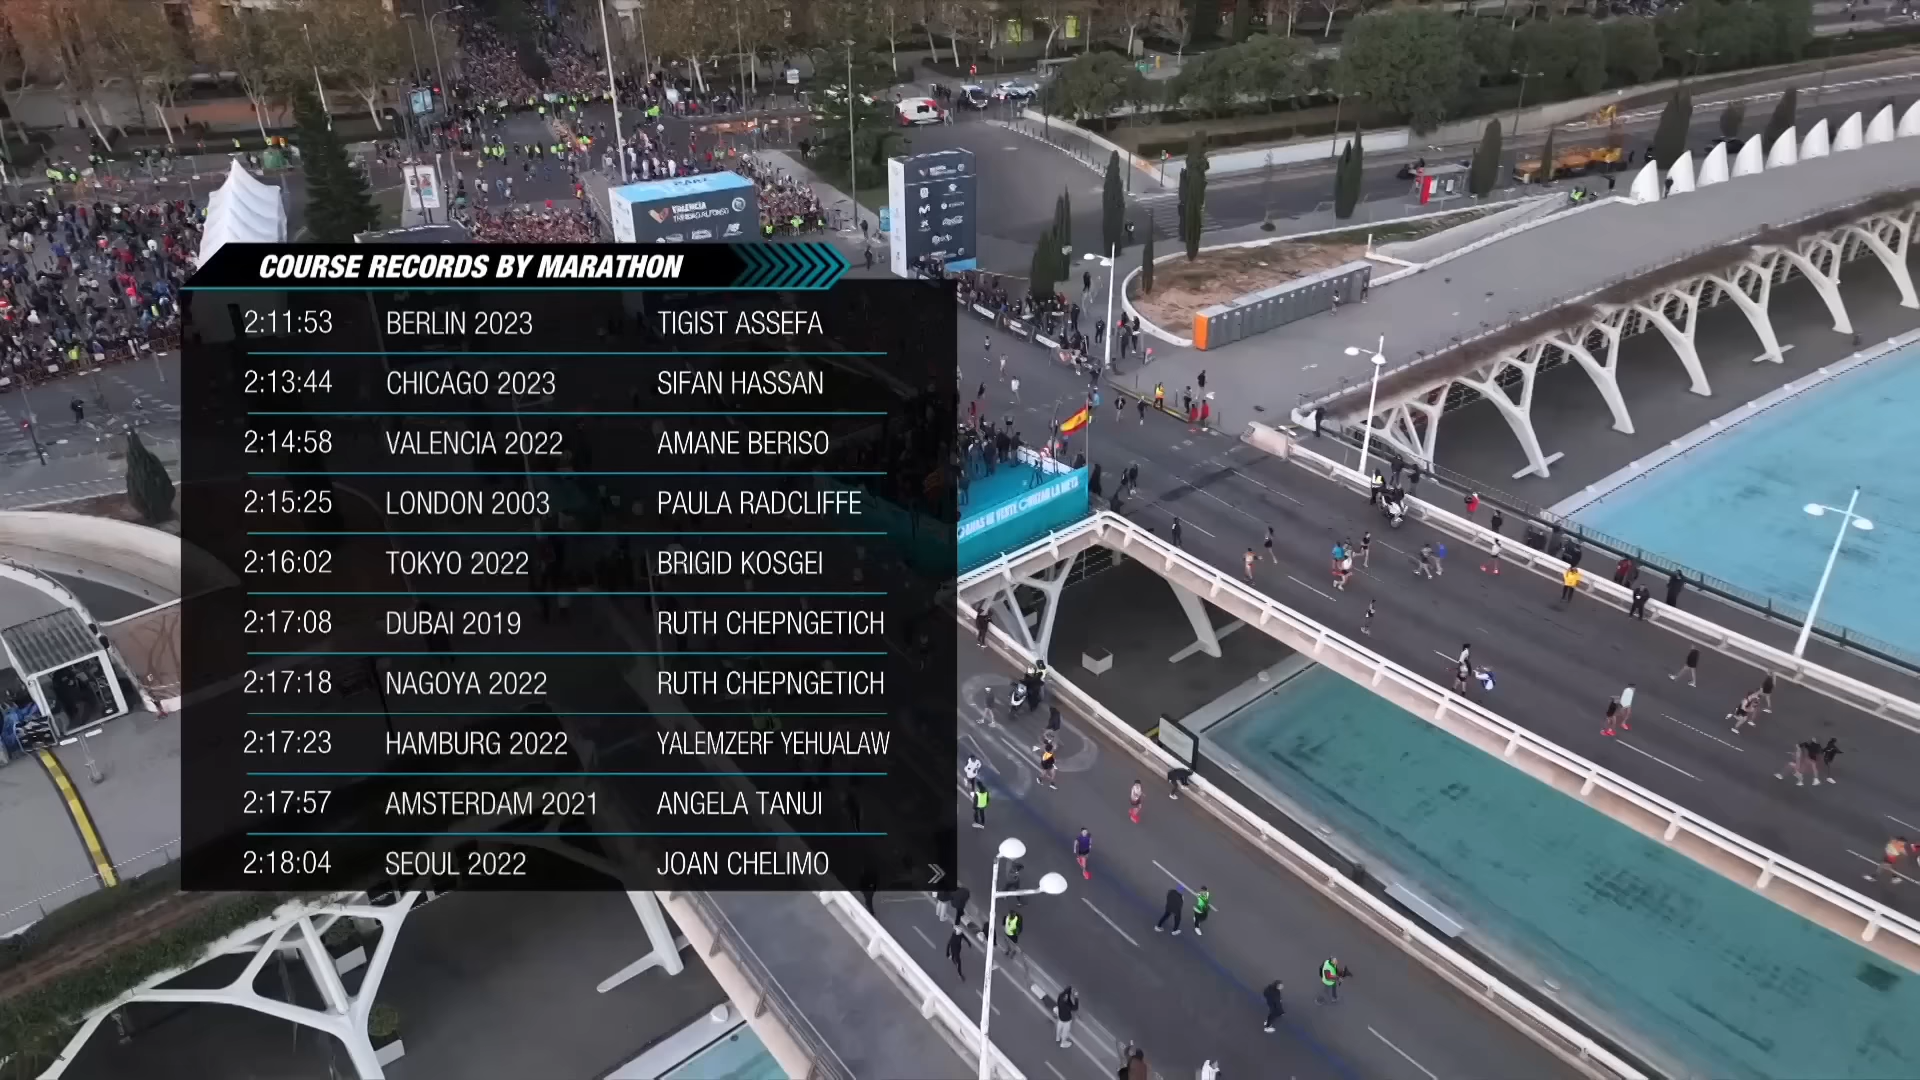 COURSE RECORDS BY MARATHON
2:11:53 BERLIN 2023 TIGIST ASSEFA
2:13:44 CHICAGO 2023 SIFAN HASSAN
2:14:58 VALENCIA 2022 AMANE BERISO
2:15:25 LONDON 2003 PAULA RADCLIFFE
2:16:02 TOKYO 2022 BRIGID KOSGEI
2:17:08 DUBAI 2019 RUTH CHEPNGETICH
2:17:18 NAGOYA 2022 RUTH CHEPNGETICH
2:17:23 HAMBURG 2022 YALEMZERF YEHUALAW
2:17:57 AMSTERDAM 2021 ANGELA TANUI
2:18:04 SEOUL 2022 JOAN CHELIMO
VALENCIA
TRINIDAD ALFONSO